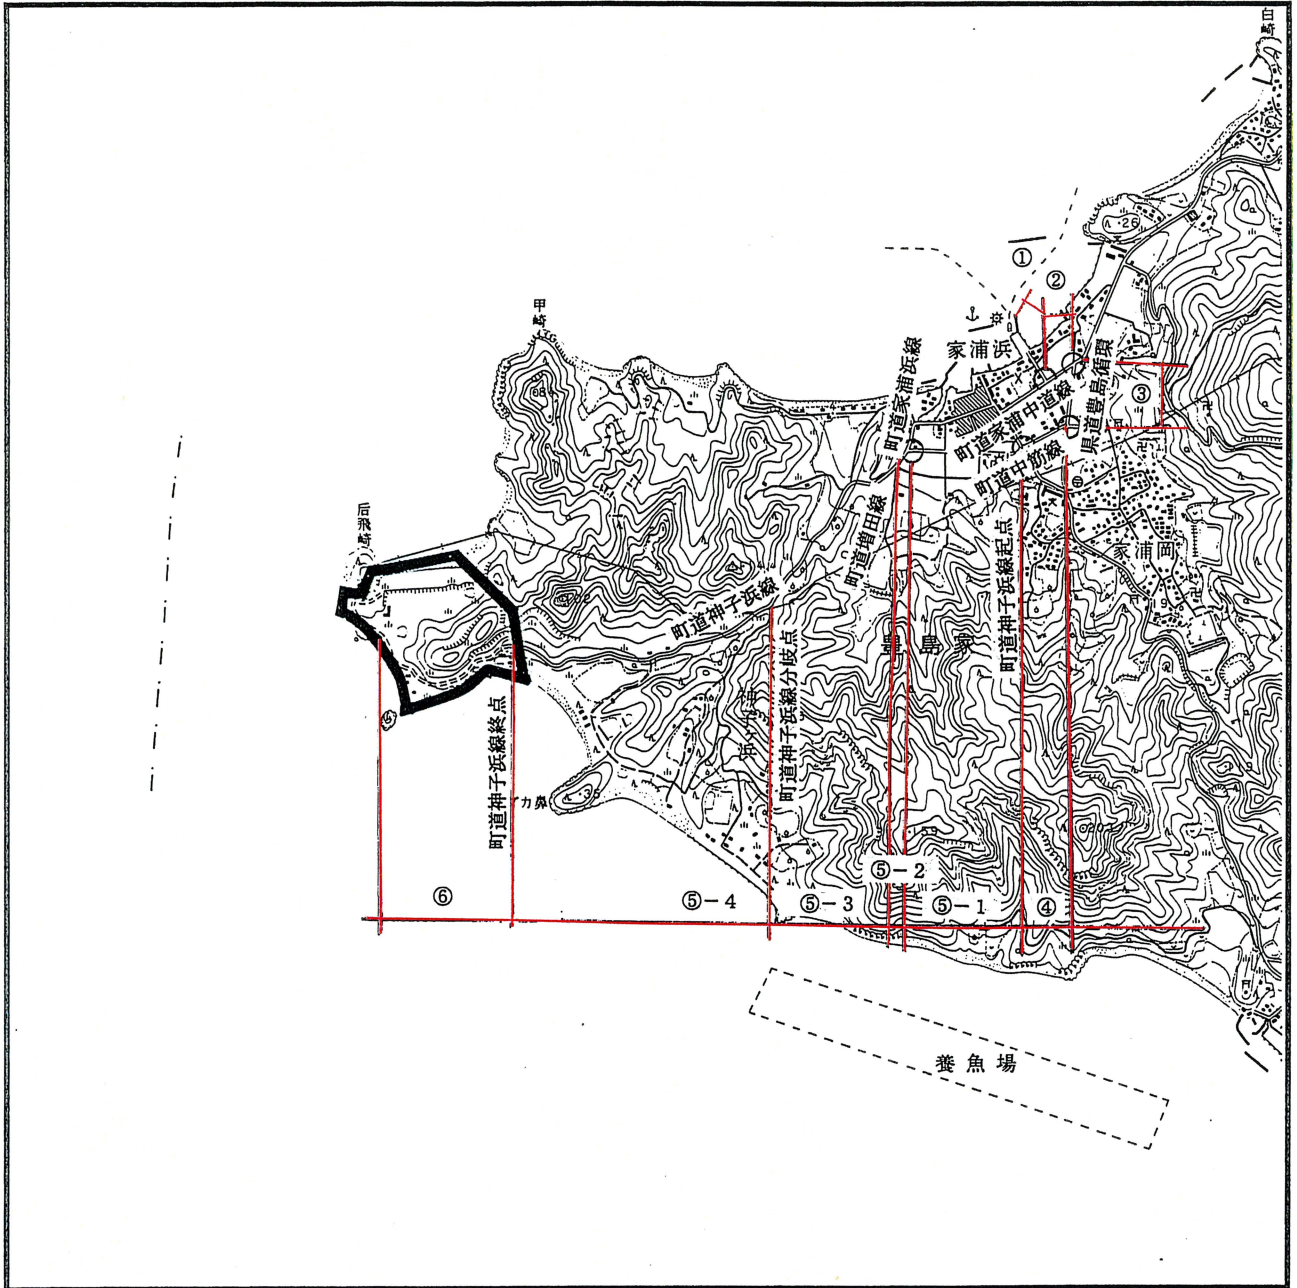 白崎
26
①
②
甲崎
家浦浜
町道家浦浜線
県道豊島循環
③
町道家浦中道線
町道中筋線
后飛崎
町道僧田線
町道神子浜線起点
家浦岡
町道神子浜線
豊島家
町道神子浜線分岐点
町道神子浜線終点
35
⑤-2
⑥
⑤-4
⑤-3
⑤-1
④
養魚場